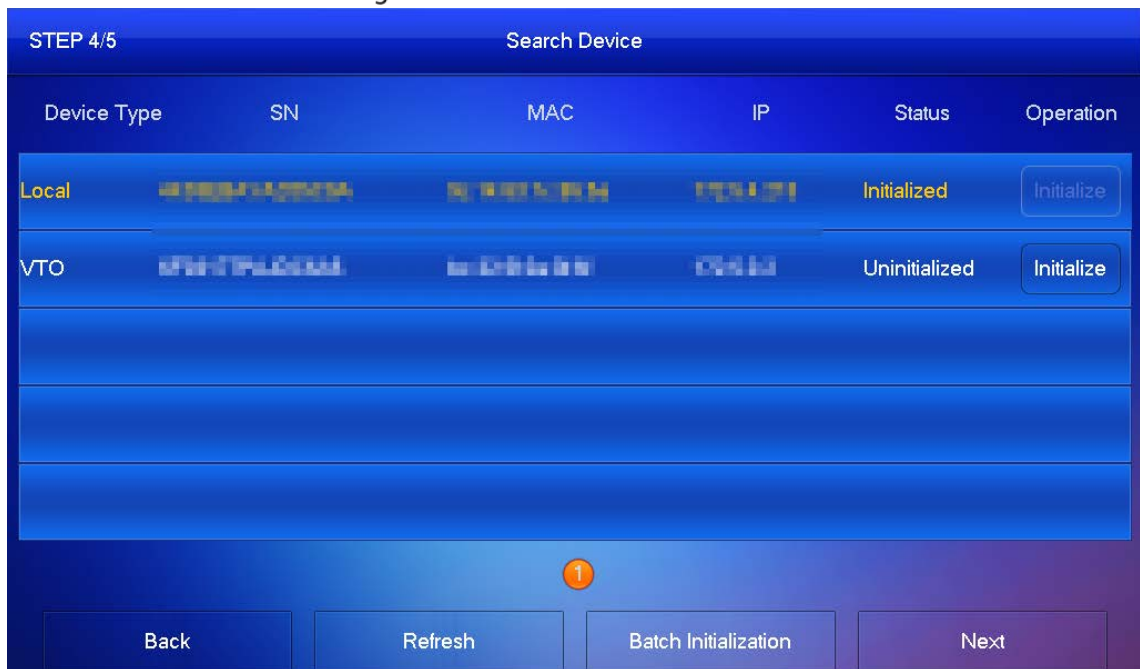 STEP 4/5 Search Device
Device Type SN MAC IP Status Operation
Local Initialized Initialize
VTO Uninitialized Initialize
1
Back Refresh Batch Initialization Next